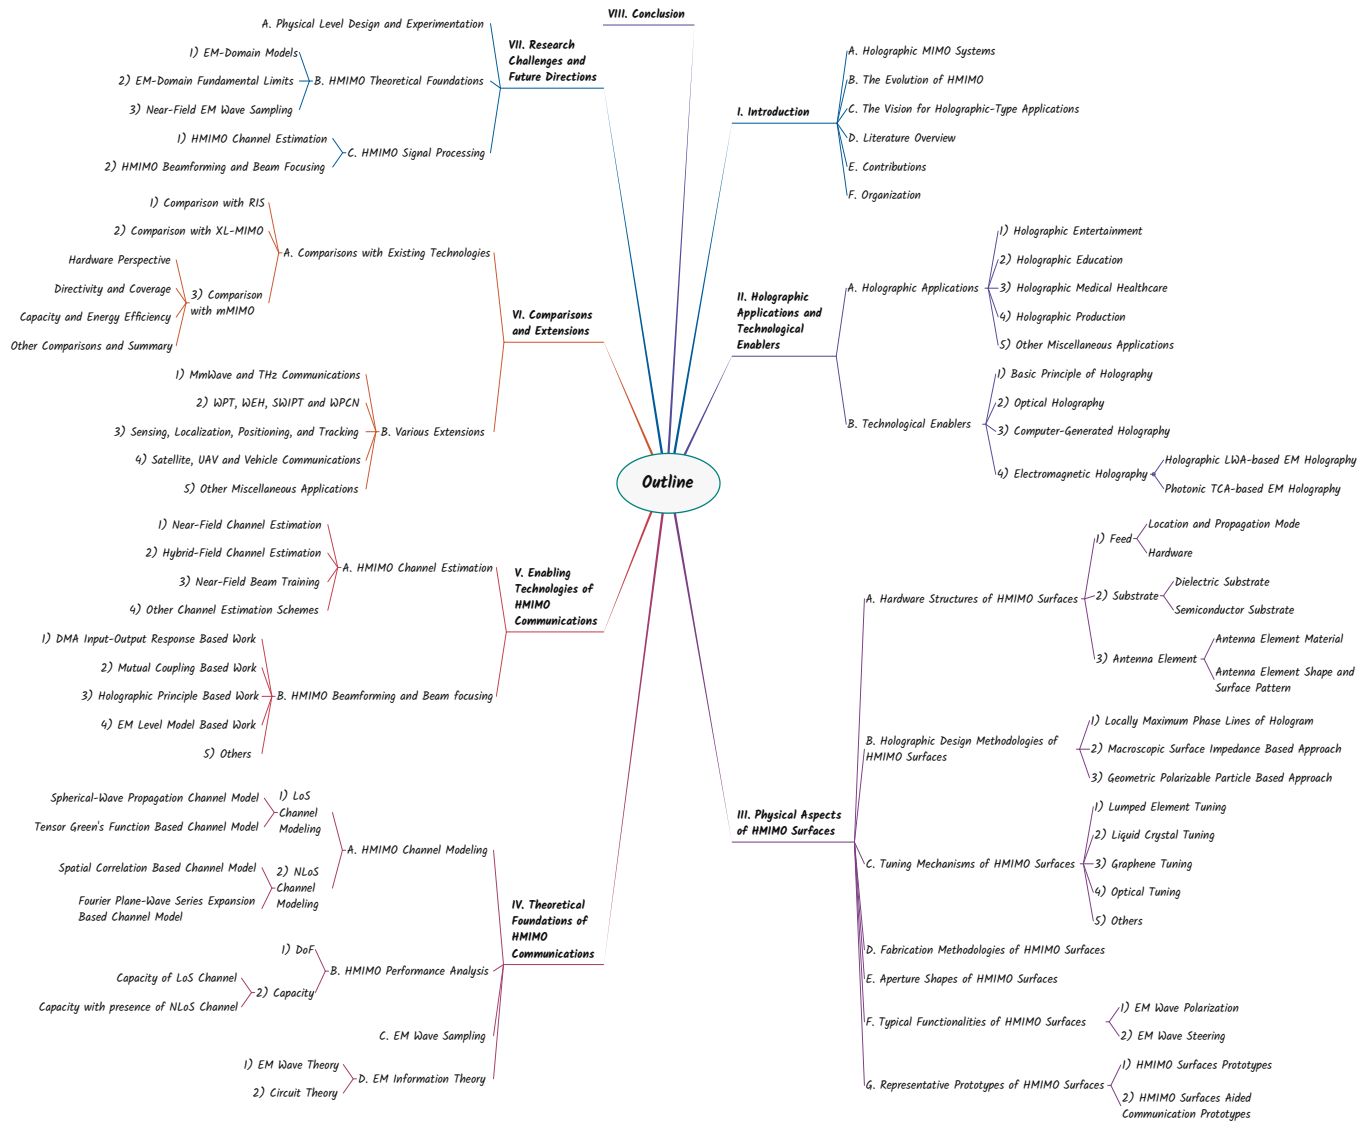 Outline
I. Introduction
A. Holographic MIMO Systems
B. The Evolution of HMIMO
C. The Vision for Holographic-Type Applications
D. Literature Overview
E. Contributions
F. Organization
II. Holographic
Applications and
Technological
Enablers
A. Holographic Applications
1) Holographic Entertainment
2) Holographic Education
3) Holographic Medical Healthcare
4) Holographic Production
5) Other Miscellaneous Applications
B. Technological Enablers
1) Basic Principle of Holography
2) Optical Holography
3) Computer-Generated Holography
4) Electromagnetic Holography
Holographic LWA-based EM Holography
Photonic TCA-based EM Holography
III. Physical Aspects
of HMIMO Surfaces
A. Hardware Structures of HMIMO Surfaces
1) Feed
Location and Propagation Mode
Hardware
2) Substrate
Dielectric Substrate
Semiconductor Substrate
3) Antenna Element
Antenna Element Material
Antenna Element Shape and
Surface Pattern
B. Holographic Design Methodologies of
HMIMO Surfaces
1) Locally Maximum Phase Lines of Hologram
2) Macroscopic Surface Impedance Based Approach
3) Geometric Polarizable Particle Based Approach
C. Tuning Mechanisms of HMIMO Surfaces
1) Lumped Element Tuning
2) Liquid Crystal Tuning
3) Graphene Tuning
4) Optical Tuning
5) Others
D. Fabrication Methodologies of HMIMO Surfaces
E. Aperture Shapes of HMIMO Surfaces
F. Typical Functionalities of HMIMO Surfaces
1) EM Wave Polarization
2) EM Wave Steering
G. Representative Prototypes of HMIMO Surfaces
1) HMIMO Surfaces Prototypes
2) HMIMO Surfaces Aided
Communication Prototypes
IV. Theoretical
Foundations of
HMIMO
Communications
A. HMIMO Channel Modeling
1) LoS
Channel
Modeling
Spherical-Wave Propagation Channel Model
Tensor Green's Function Based Channel Model
2) NLoS
Channel
Modeling
Spatial Correlation Based Channel Model
Fourier Plane-Wave Series Expansion
Based Channel Model
B. HMIMO Performance Analysis
1) DoF
2) Capacity
Capacity of LoS Channel
Capacity with presence of NLoS Channel
C. EM Wave Sampling
D. EM Information Theory
1) EM Wave Theory
2) Circuit Theory
V. Enabling
Technologies of
HMIMO
Communications
A. HMIMO Channel Estimation
1) Near-Field Channel Estimation
2) Hybrid-Field Channel Estimation
3) Near-Field Beam Training
4) Other Channel Estimation Schemes
B. HMIMO Beamforming and Beam focusing
1) DMA Input-Output Response Based Work
2) Mutual Coupling Based Work
3) Holographic Principle Based Work
4) EM Level Model Based Work
5) Others
VI. Comparisons
and Extensions
A. Comparisons with Existing Technologies
1) Comparison with RIS
2) Comparison with XL-MIMO
3) Comparison
with mMIMO
Hardware Perspective
Directivity and Coverage
Capacity and Energy Efficiency
Other Comparisons and Summary
B. Various Extensions
1) MmWave and THz Communications
2) WPT, WEH, SWIPT and WPCN
3) Sensing, Localization, Positioning, and Tracking
4) Satellite, UAV and Vehicle Communications
5) Other Miscellaneous Applications
VII. Research
Challenges and
Future Directions
A. Physical Level Design and Experimentation
B. HMIMO Theoretical Foundations
1) EM-Domain Models
2) EM-Domain Fundamental Limits
3) Near-Field EM Wave Sampling
C. HMIMO Signal Processing
1) HMIMO Channel Estimation
2) HMIMO Beamforming and Beam Focusing
VIII. Conclusion